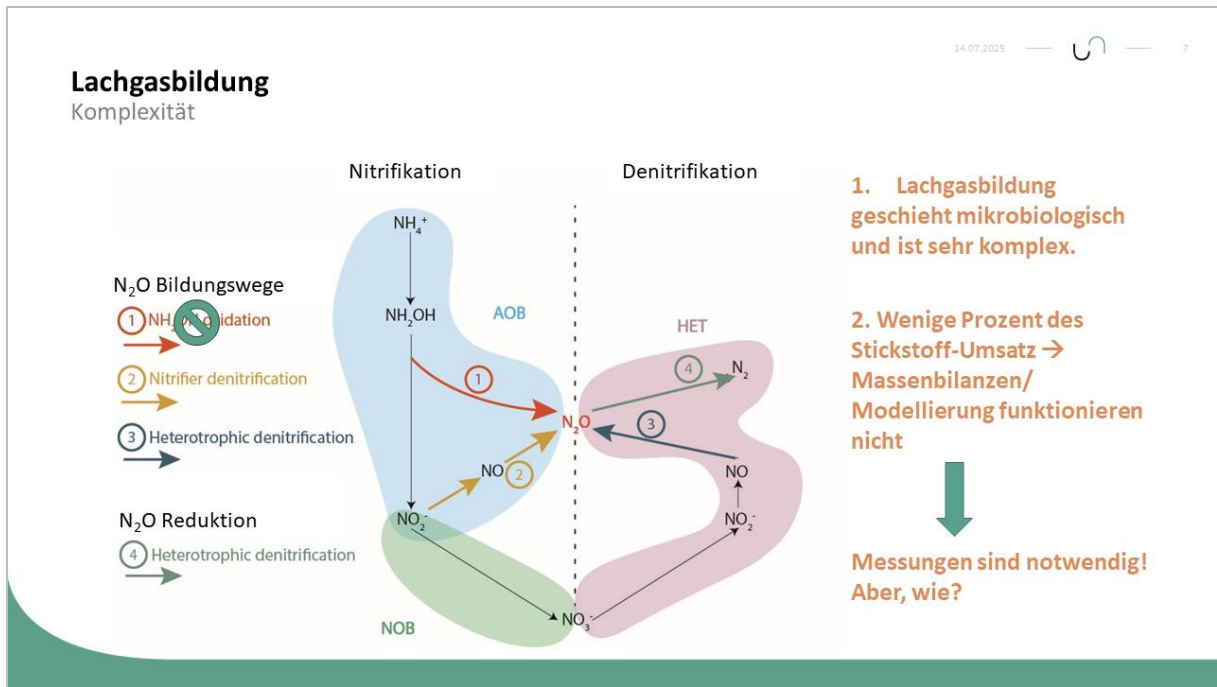 14.07.2025
7
Lachgasbildung
Komplexität
Nitrifikation
Denitrifikation
N₂O Bildungswege
1 NH₂OH oxidation
2 Nitrifier denitrification
3 Heterotrophic denitrification
N₂O Reduktion
4 Heterotrophic denitrification
NH₄⁺
NH₂OH
AOB
1
NO
2
NO₂⁻
NOB
N₂O
NO₃⁻
HET
4
N₂
3
NO
NO₂⁻
1. Lachgasbildung
geschieht mikrobiologisch
und ist sehr komplex.
2. Wenige Prozent des
Stickstoff-Umsatz →
Massenbilanzen/
Modellierung funktionieren
nicht
Messungen sind notwendig!
Aber, wie?